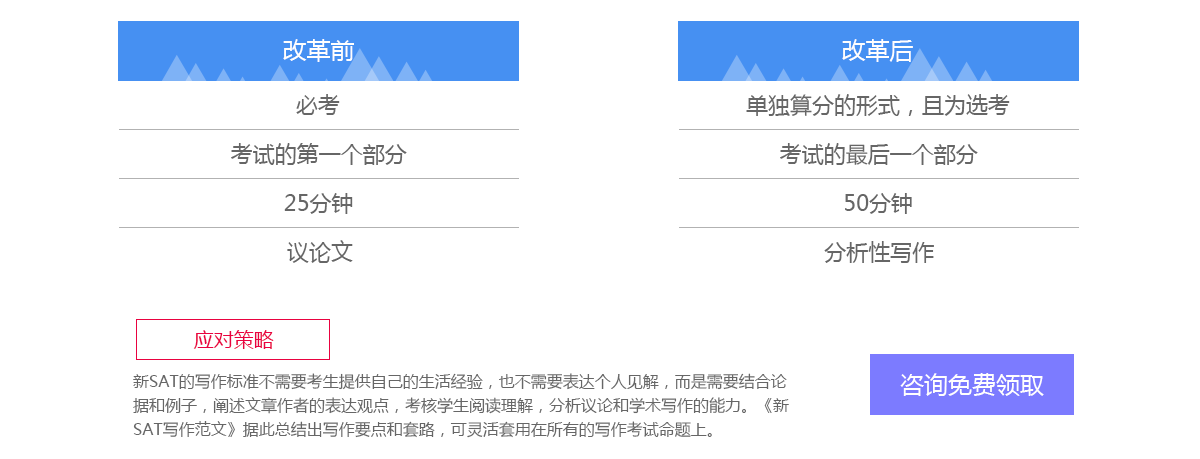 改革前
必考
考试的第一个部分
25分钟
议论文
改革后
单独算分的形式，且为选考
考试的最后一个部分
50分钟
分析性写作
应对策略
新SAT的写作标准不需要考生提供自己的生活经验，也不需要表达个人见解，而是需要结合论
据和例子，阐述文章作者的表达观点，考核学生阅读理解，分析议论和学术写作的能力。《新
SAT写作范文》据此总结出写作要点和套路，可灵活套用在所有的写作考试命题上。
咨询免费领取